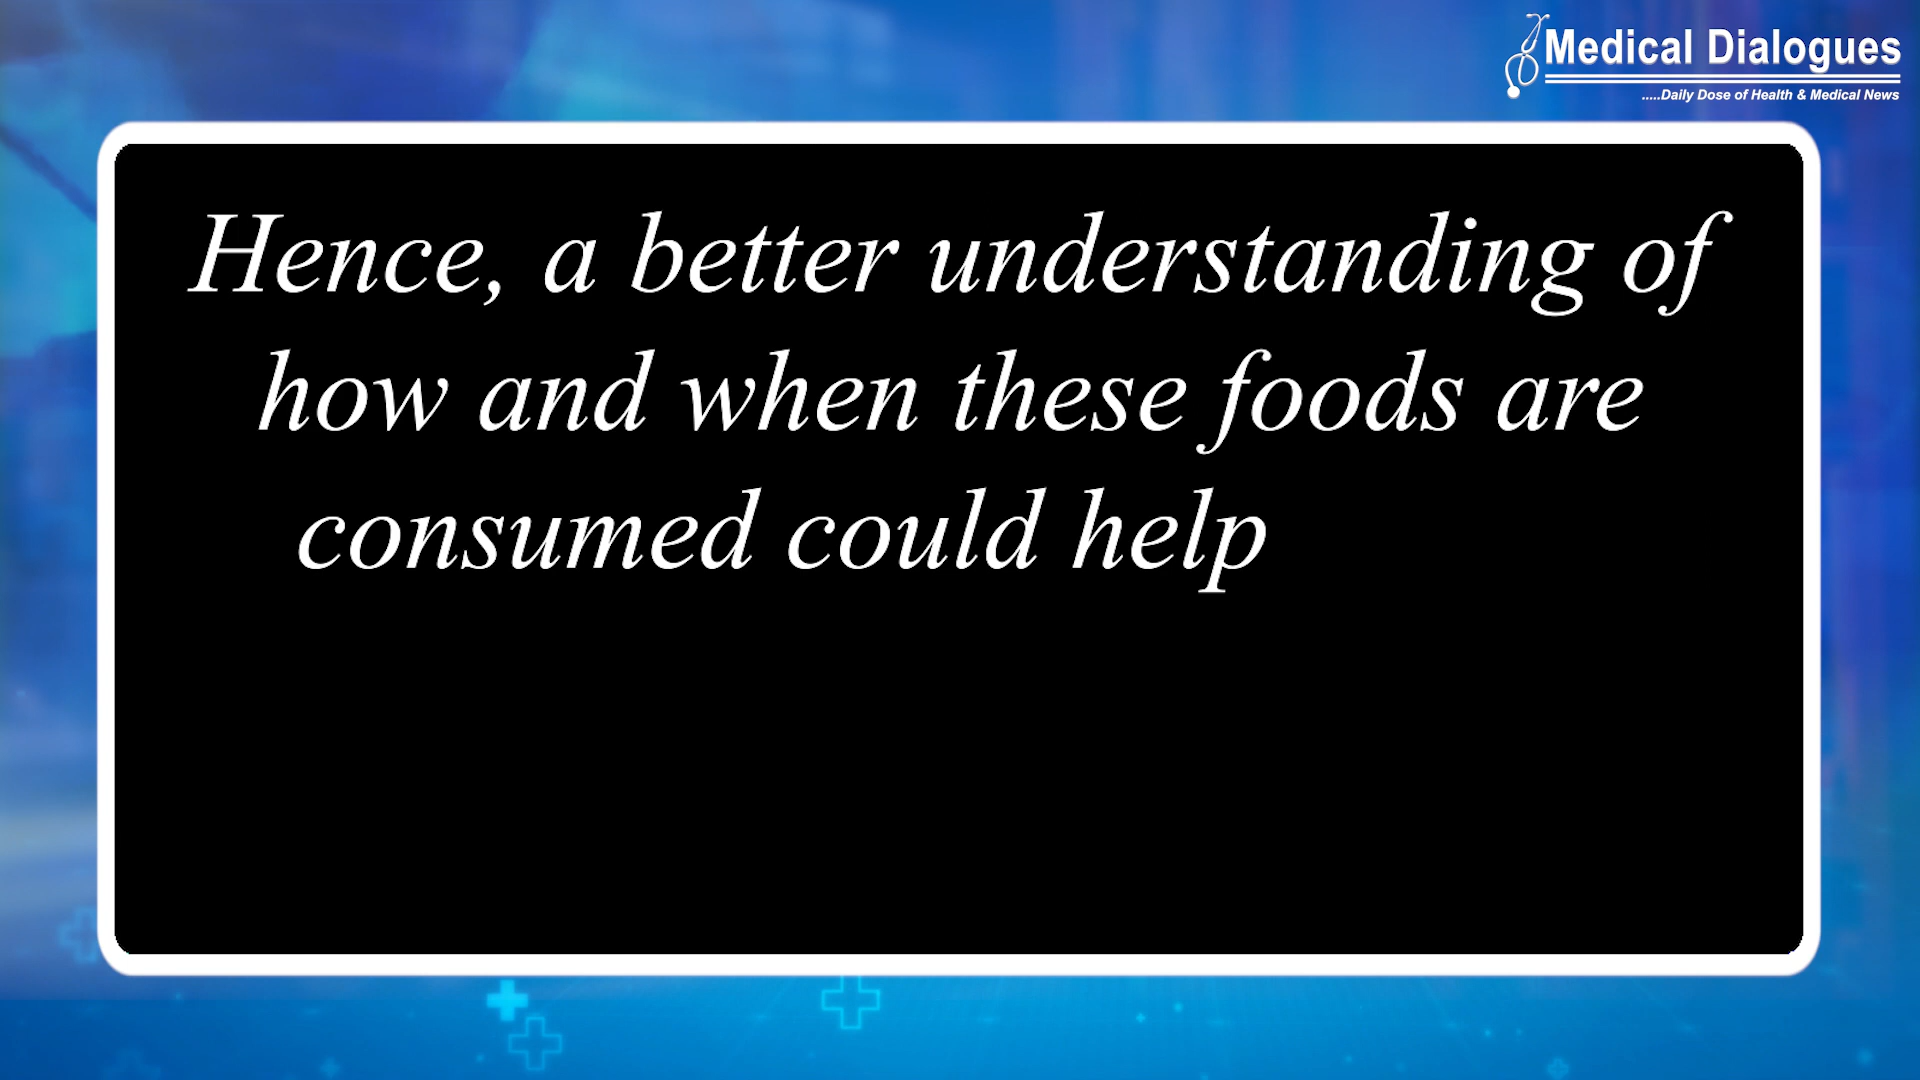 Medical Dialogues
.....Daily Dose of Health & Medical News
Hence, a better understanding of
how and when these foods are
consumed could help